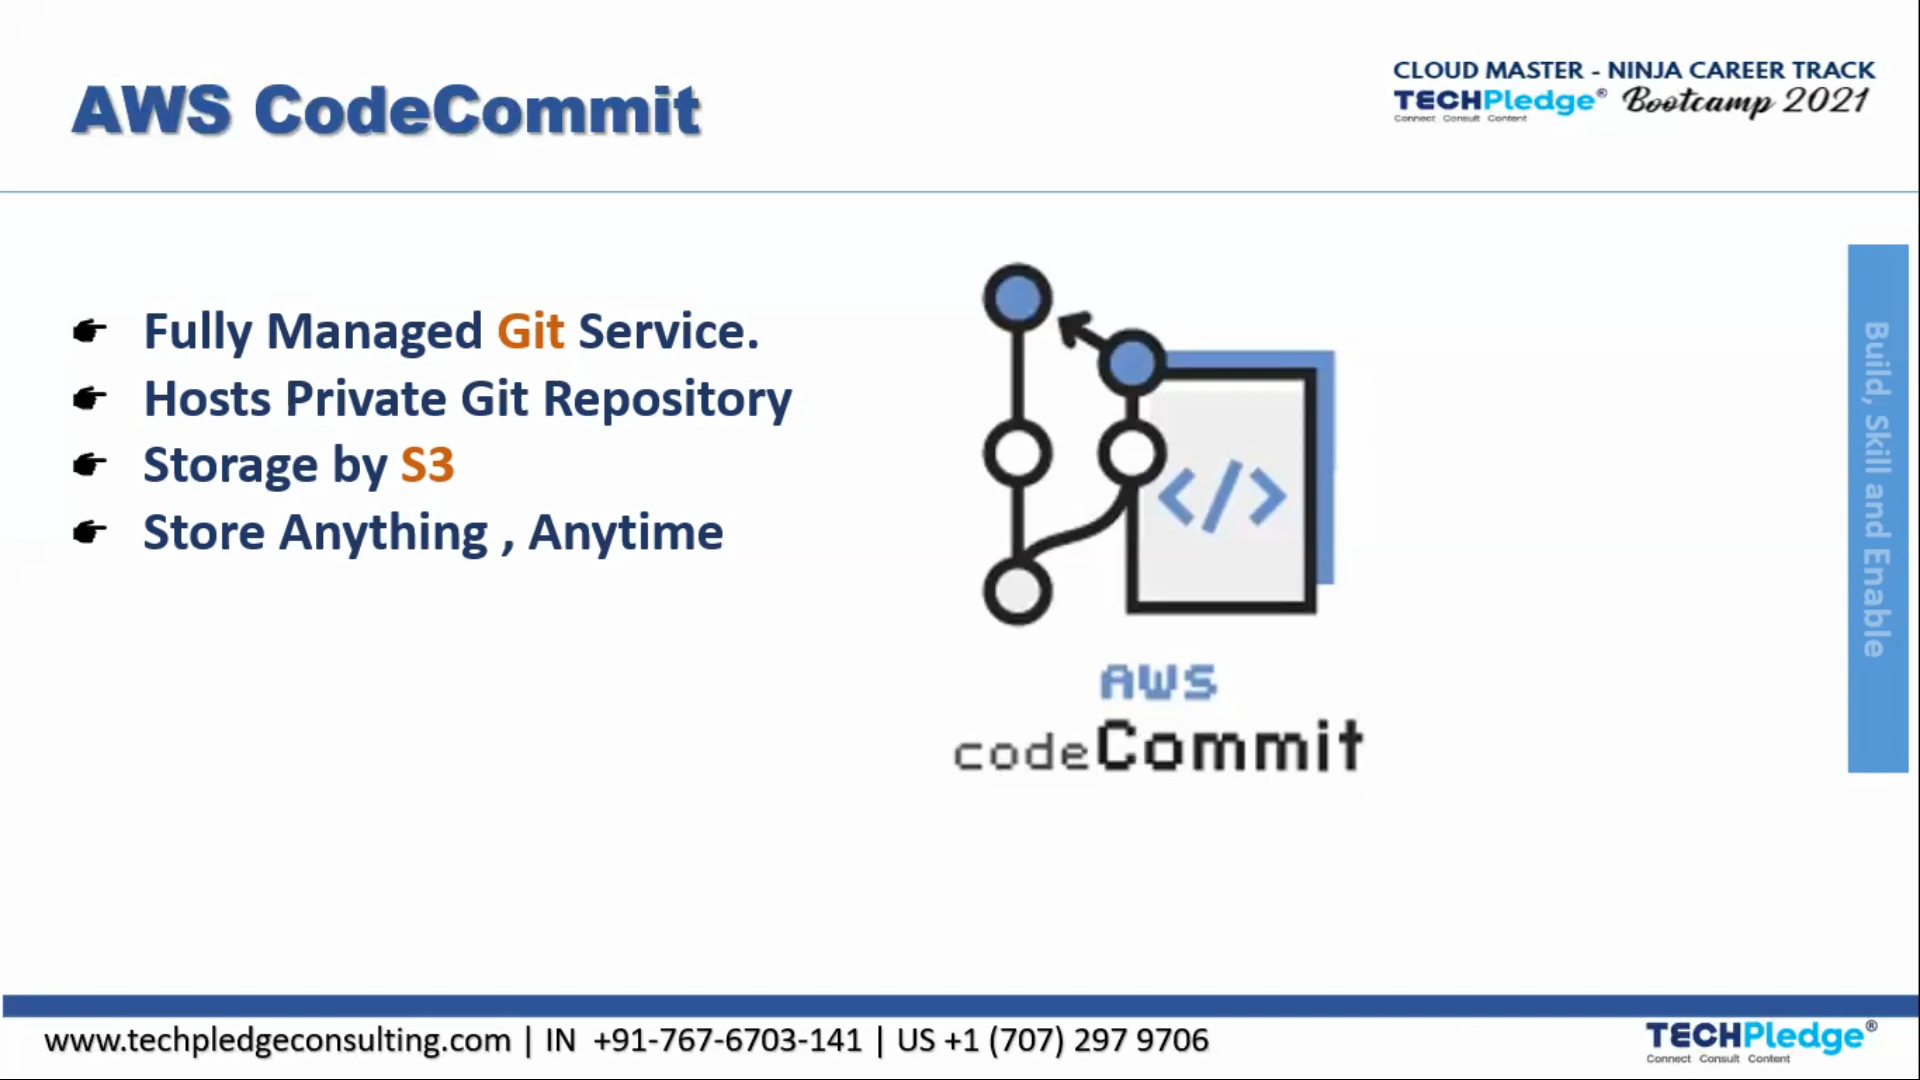 AWS CodeCommit
CLOUD MASTER - NINJA CAREER TRACK
TECHPledge® Bootcamp 2021
Connect Consult Content
Fully Managed Git Service.
Hosts Private Git Repository
Storage by S3
Store Anything , Anytime
</>
AWS
codeCommit
Build, Skill and Enable
www.techpledgeconsulting.com | IN +91-767-6703-141 | US +1 (707) 297 9706
TECHPledge®
Connect Consult Content